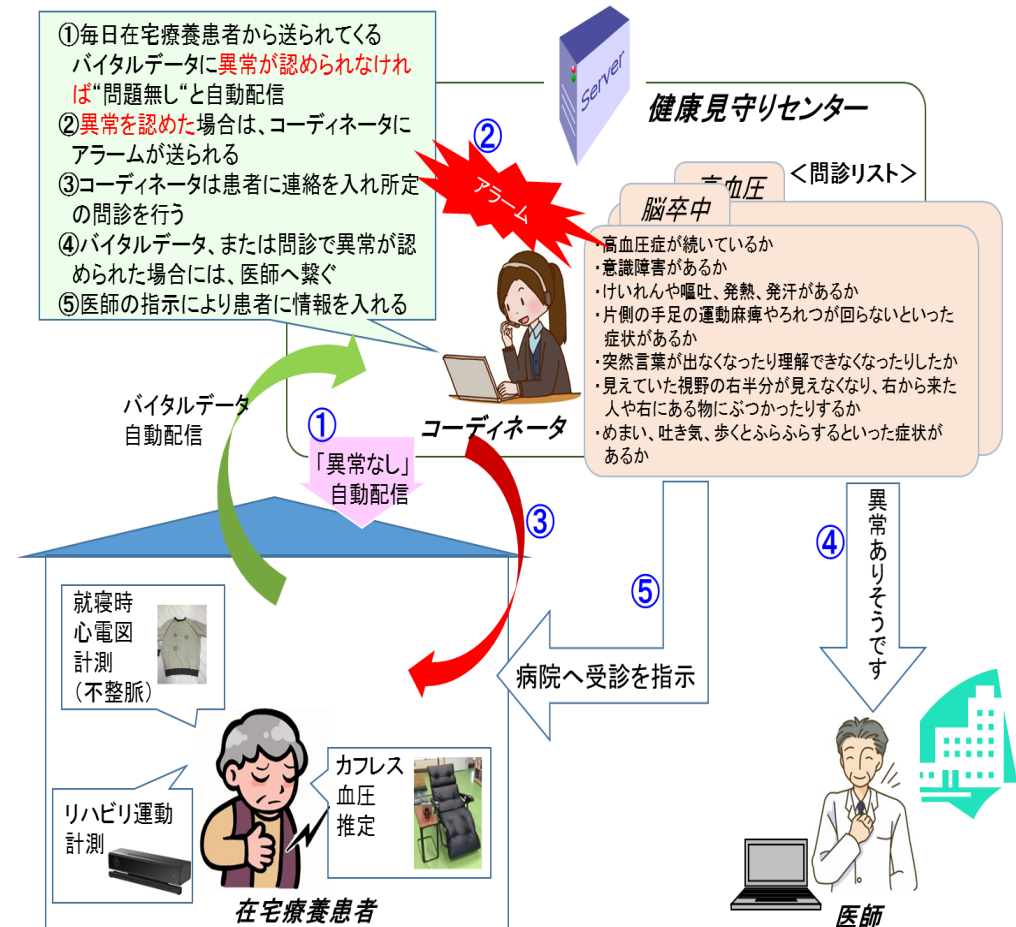 ①毎日在宅療養患者から送られてくる
バイタルデータに異常が認められなけれ
ば“問題無し“と自動配信
②異常を認めた場合は、コーディネータに
アラームが送られる
③コーディネータは患者に連絡を入れ所定
の問診を行う
④バイタルデータ、または問診で異常が認
められた場合には、医師へ繋ぐ
⑤医師の指示により患者に情報を入れる
Server
健康見守りセンター
②
アラーム
<問診リスト>
高血圧
脳卒中
・高血圧症が続いているか
・意識障害があるか
・けいれんや嘔吐、発熱、発汗があるか
・片側の手足の運動麻痺やろれつが回らないといった
症状があるか
・突然言葉が出なくなったり理解できなくなったりしたか
・見えていた視野の右半分が見えなくなり、右から来た
人や右にある物にぶつかったりするか
・めまい、吐き気、歩くとふらふらするといった症状が
あるか
コーディネータ
バイタルデータ
自動配信
①
「異常なし」
自動配信
③
④
異常ありそうです
⑤
病院へ受診を指示
就寝時
心電図
計測
(不整脈)
カフレス
血圧
推定
リハビリ運動
計測
在宅療養患者
医師